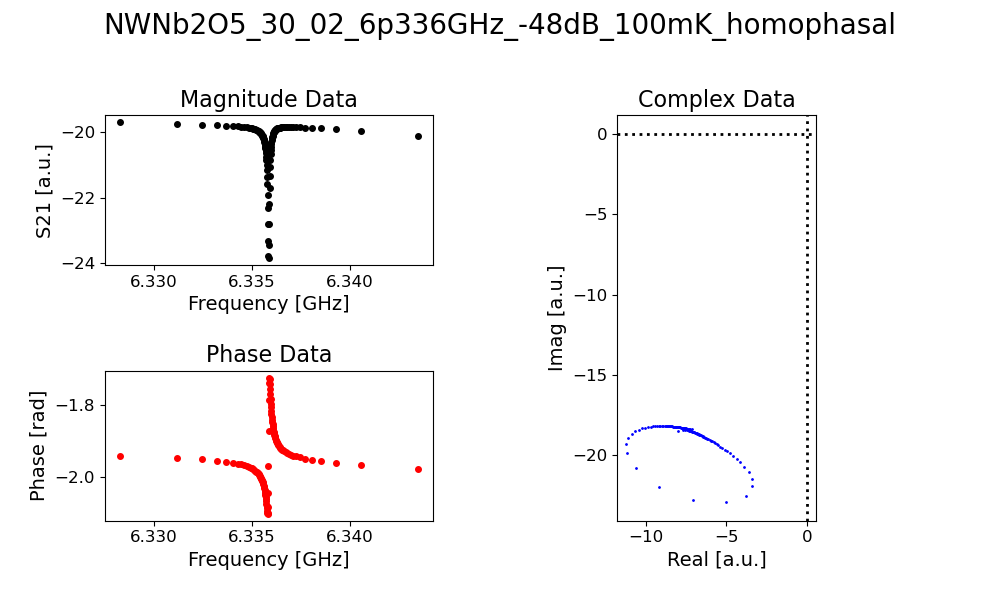 NWNb2O5_30_02_6p336GHz_-48dB_100mK_homophasal
Magnitude Data
S21 [a.u.]
−20
−22
−24
6.330 6.335 6.340
Frequency [GHz]
Phase Data
Phase [rad]
−1.8
−2.0
6.330 6.335 6.340
Frequency [GHz]
Complex Data
Imag [a.u.]
0
−5
−10
−15
−20
−10 −5 0
Real [a.u.]